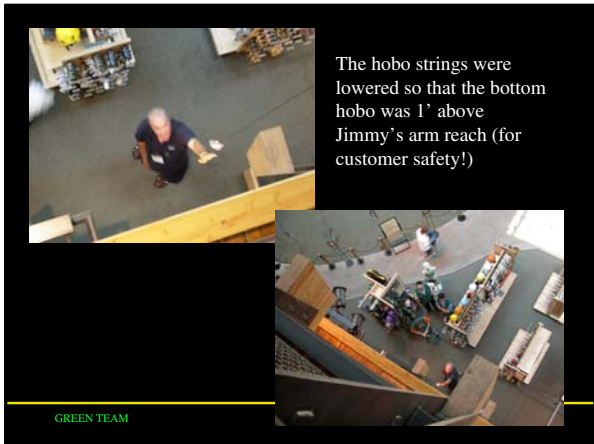 The hobo strings were
lowered so that the bottom
hobo was 1’ above
Jimmy’s arm reach (for
customer safety!)
GREEN TEAM